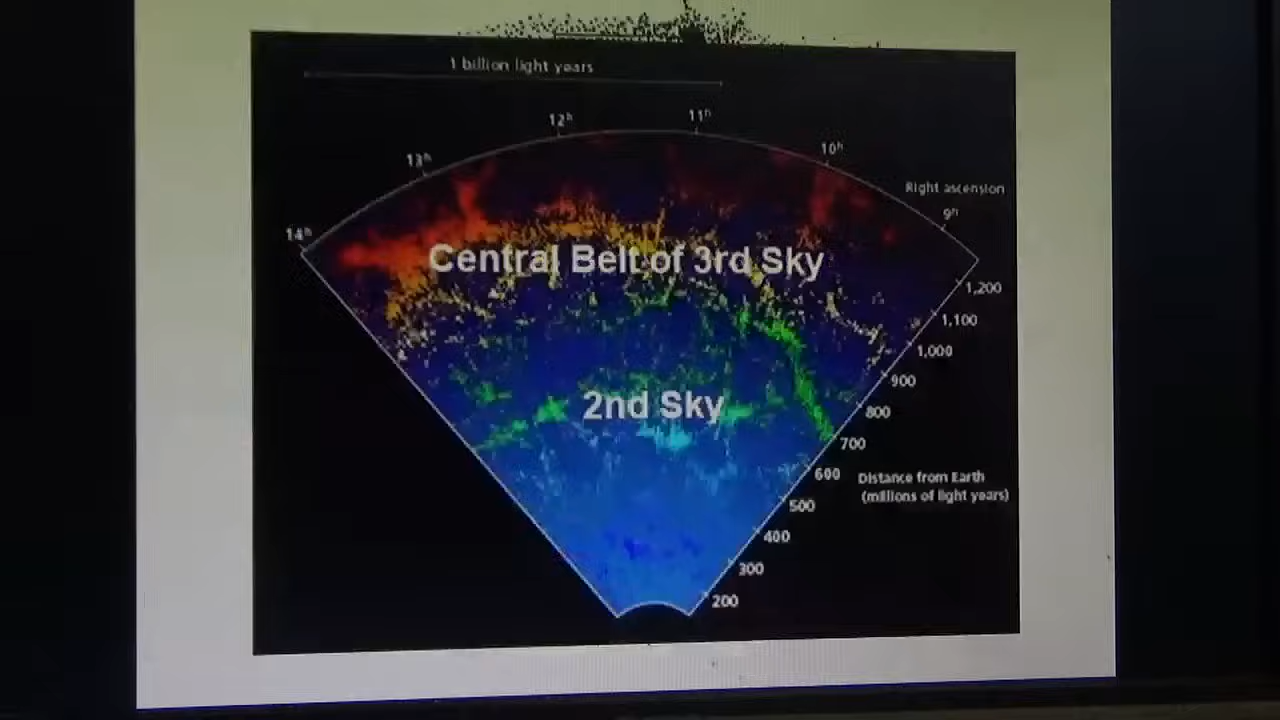 1 billion light years
12ʰ
11ʰ
13ʰ
10ʰ
Right ascension
9ʰ
14ʰ
Central Belt of 3rd Sky
1,200
1,100
1,000
900
2nd Sky
800
700
600
Distance from Earth
(millions of light years)
500
400
300
200